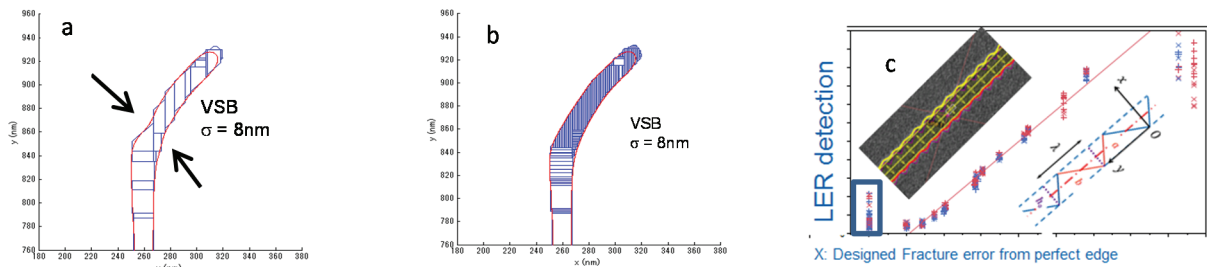 a
y (nm)
960
940
920
900
880
860
840
820
800
780
760
180 200 220 240 260 280 300 320 340 360 380
VSB
σ = 8nm
b
y (nm)
960
940
920
900
880
860
840
820
800
780
760
180 200 220 240 260 280 300 320 340 360 380
x (nm)
VSB
σ = 8nm
c
LER detection
x
y
0
λ
a
X: Designed Fracture error from perfect edge